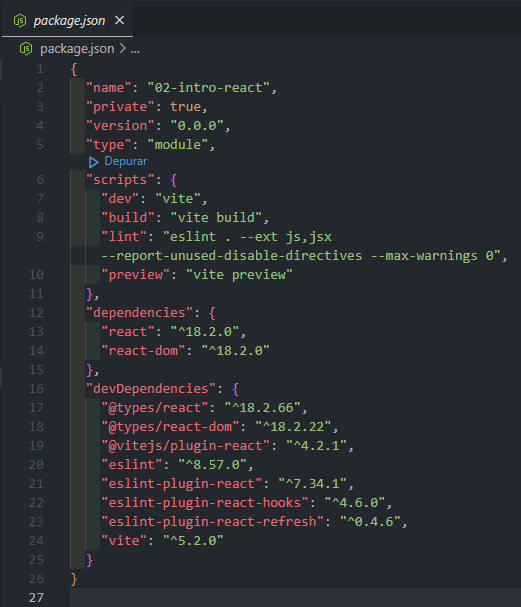 package.json
package.json > ...
1 {
2 "name": "02-intro-react",
3 "private": true,
4 "version": "0.0.0",
5 "type": "module",
Depurar
6 "scripts": {
7 "dev": "vite",
8 "build": "vite build",
9 "lint": "eslint . --ext js,jsx
--report-unused-disable-directives --max-warnings 0",
10 "preview": "vite preview"
11 },
12 "dependencies": {
13 "react": "^18.2.0",
14 "react-dom": "^18.2.0"
15 },
16 "devDependencies": {
17 "@types/react": "^18.2.66",
18 "@types/react-dom": "^18.2.22",
19 "@vitejs/plugin-react": "^4.2.1",
20 "eslint": "^8.57.0",
21 "eslint-plugin-react": "^7.34.1",
22 "eslint-plugin-react-hooks": "^4.6.0",
23 "eslint-plugin-react-refresh": "^0.4.6",
24 "vite": "^5.2.0"
25 }
26 }
27